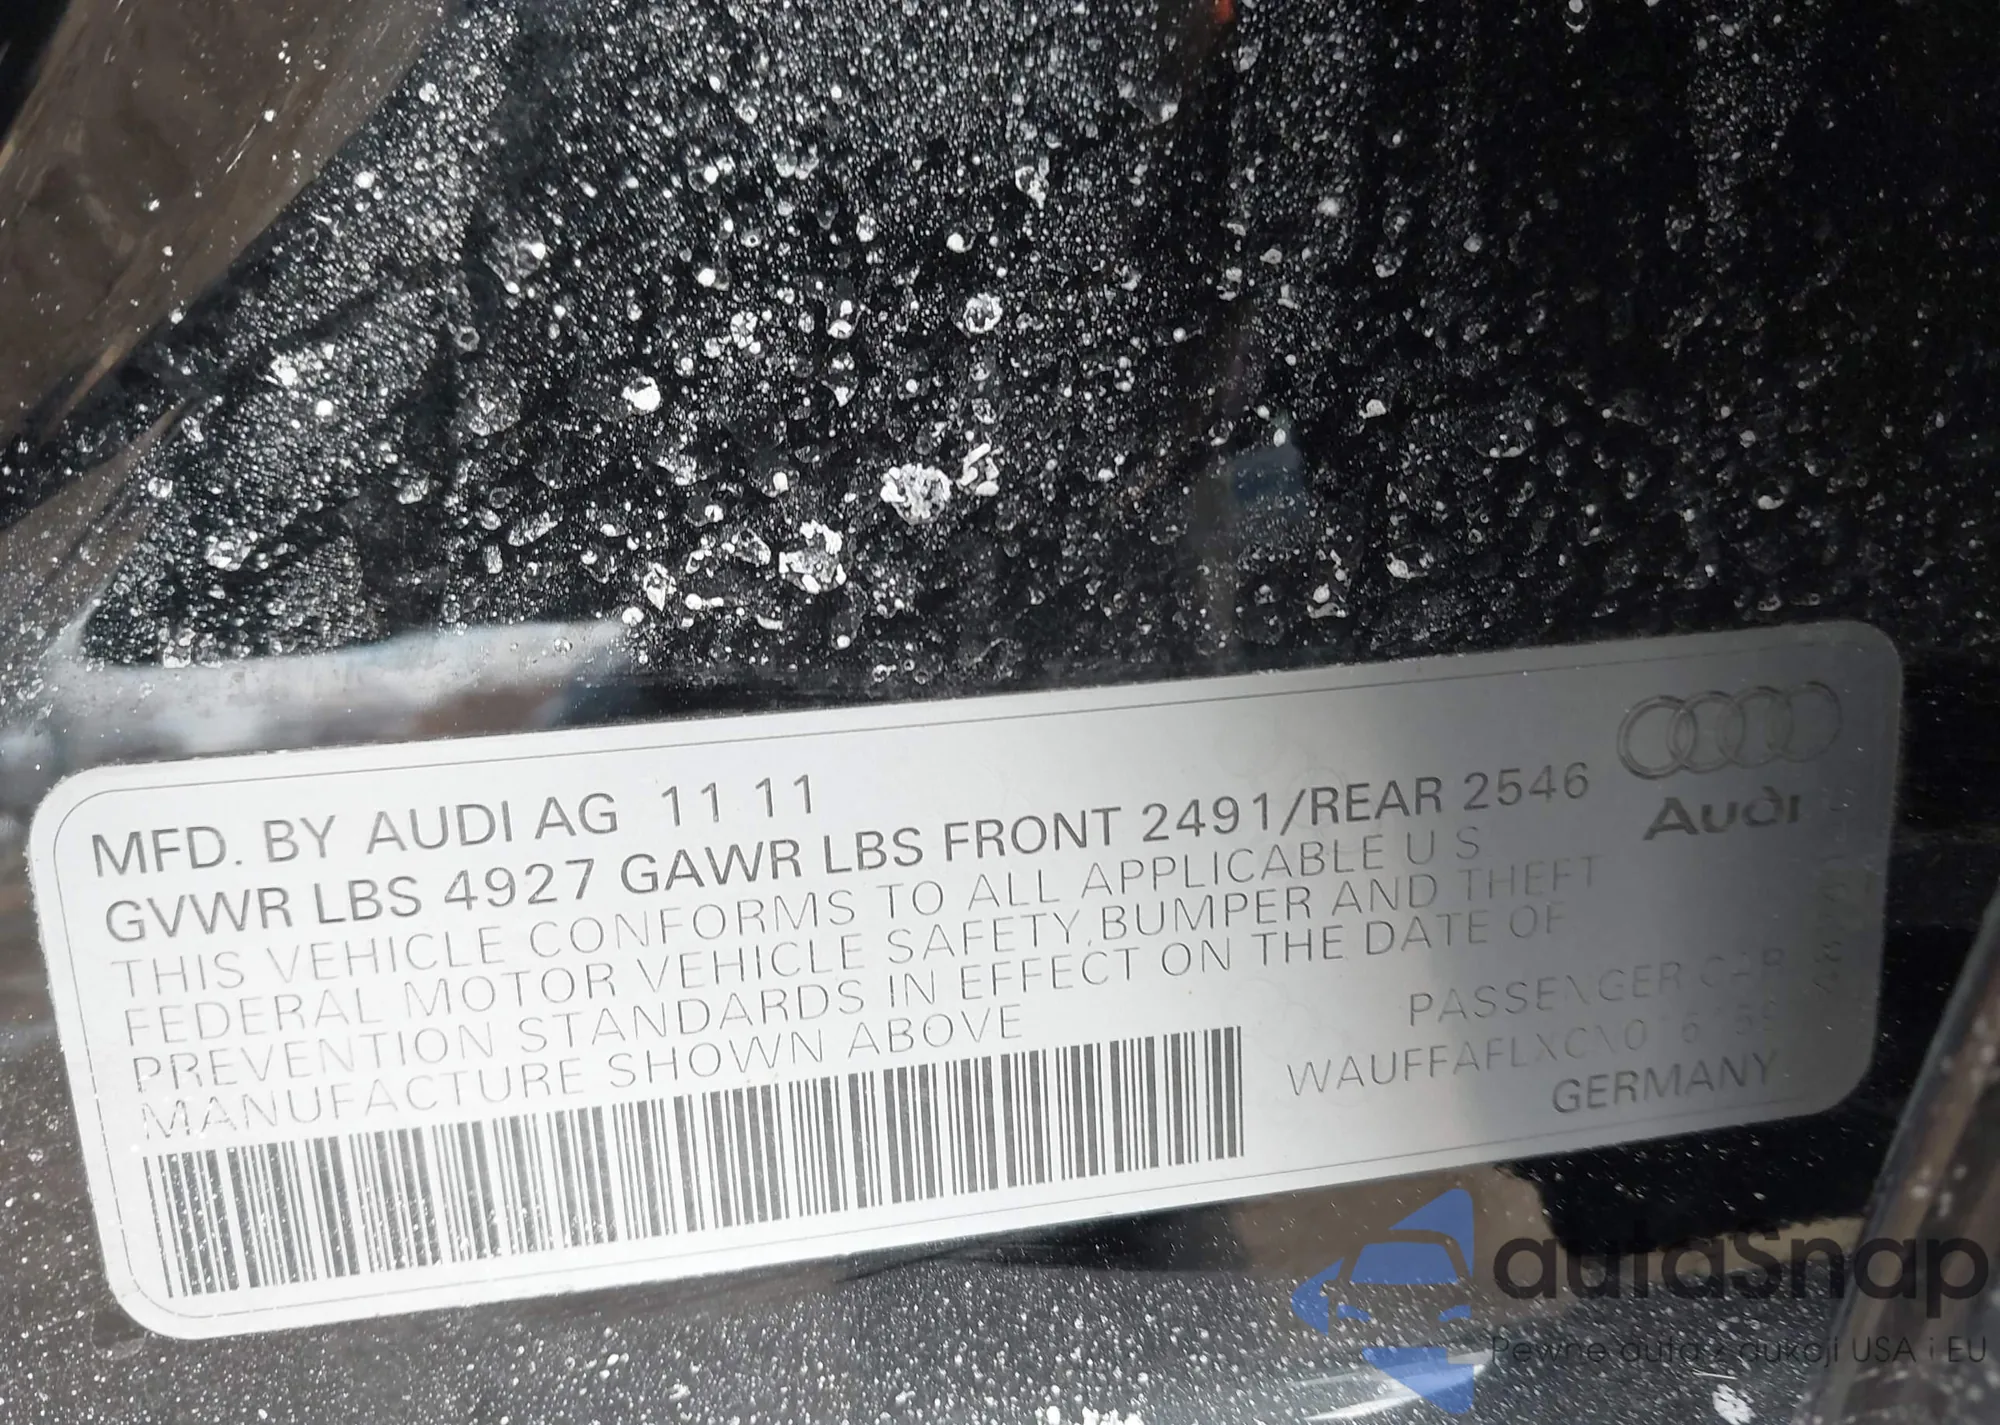 MFD. BY AUDI AG 11 11
GVWR LBS 4927 GAWR LBS FRONT 2491/REAR 2546
THIS VEHICLE CONFORMS TO ALL APPLICABLE U S
FEDERAL MOTOR VEHICLE SAFETY,BUMPER AND THEFT
PREVENTION STANDARDS IN EFFECT ON THE DATE OF
MANUFACTURE SHOWN ABOVE
Audi
PASSENGER CAR
GERMANY
autaSnap
Pewne auta z aukcji USA i EU